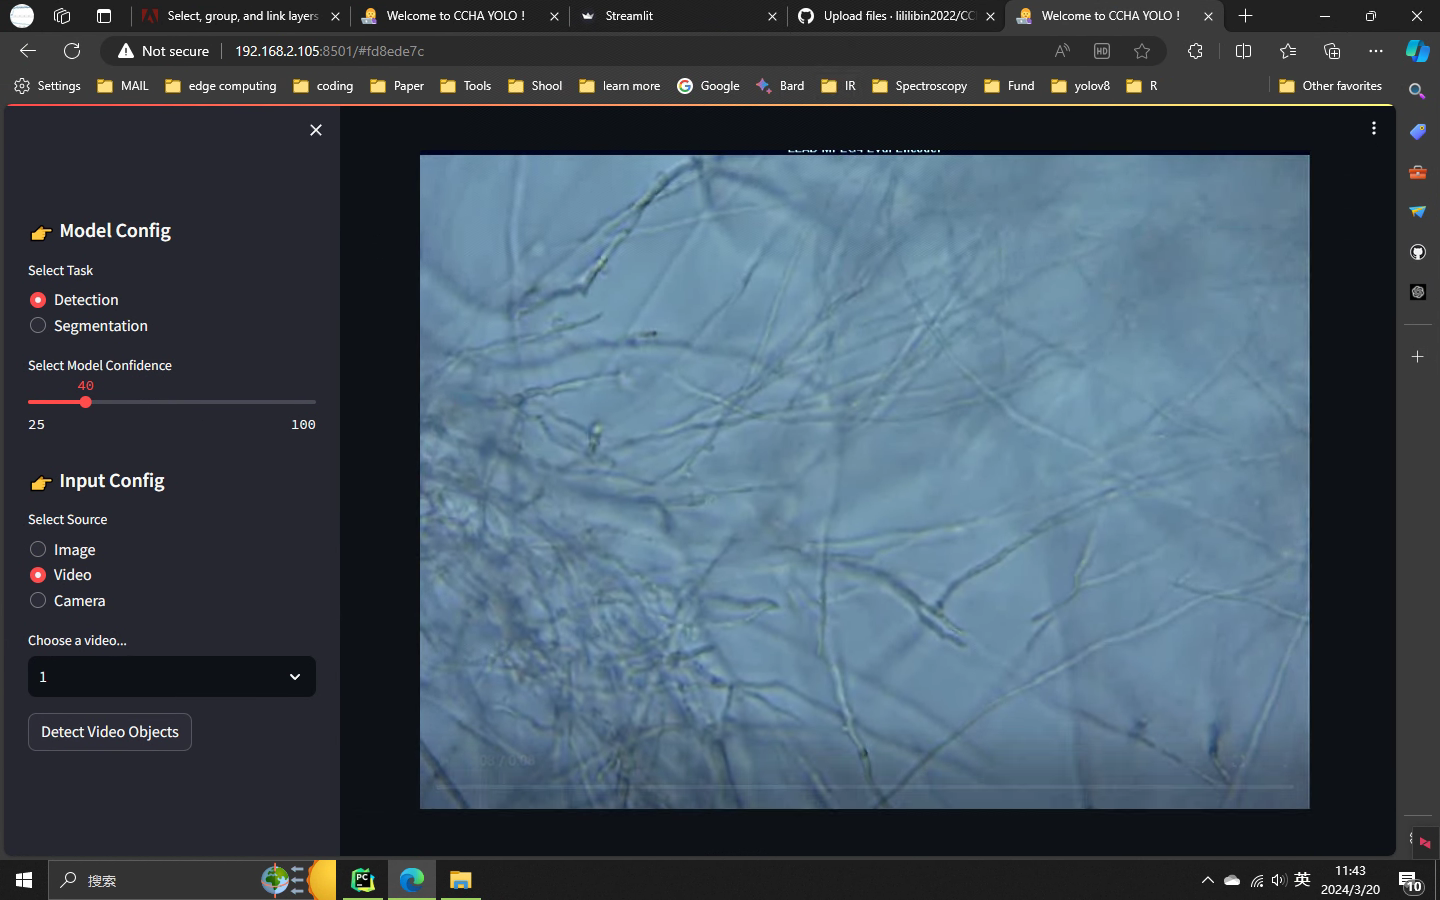 Select, group, and link layers
Welcome to CCHA YOLO !
Streamlit
Upload files · lililibin2022/CC
Welcome to CCHA YOLO !
Not secure
192.168.2.105:8501/#fd8ede7c
HD
Settings
MAIL
edge computing
coding
Paper
Tools
Shool
learn more
Google
Bard
IR
Spectroscopy
Fund
yolov8
R
Other favorites
Model Config
Select Task
Detection
Segmentation
Select Model Confidence
40
25
100
Input Config
Select Source
Image
Video
Camera
Choose a video...
1
Detect Video Objects
搜索
PC
英
11:43
2024/3/20
10